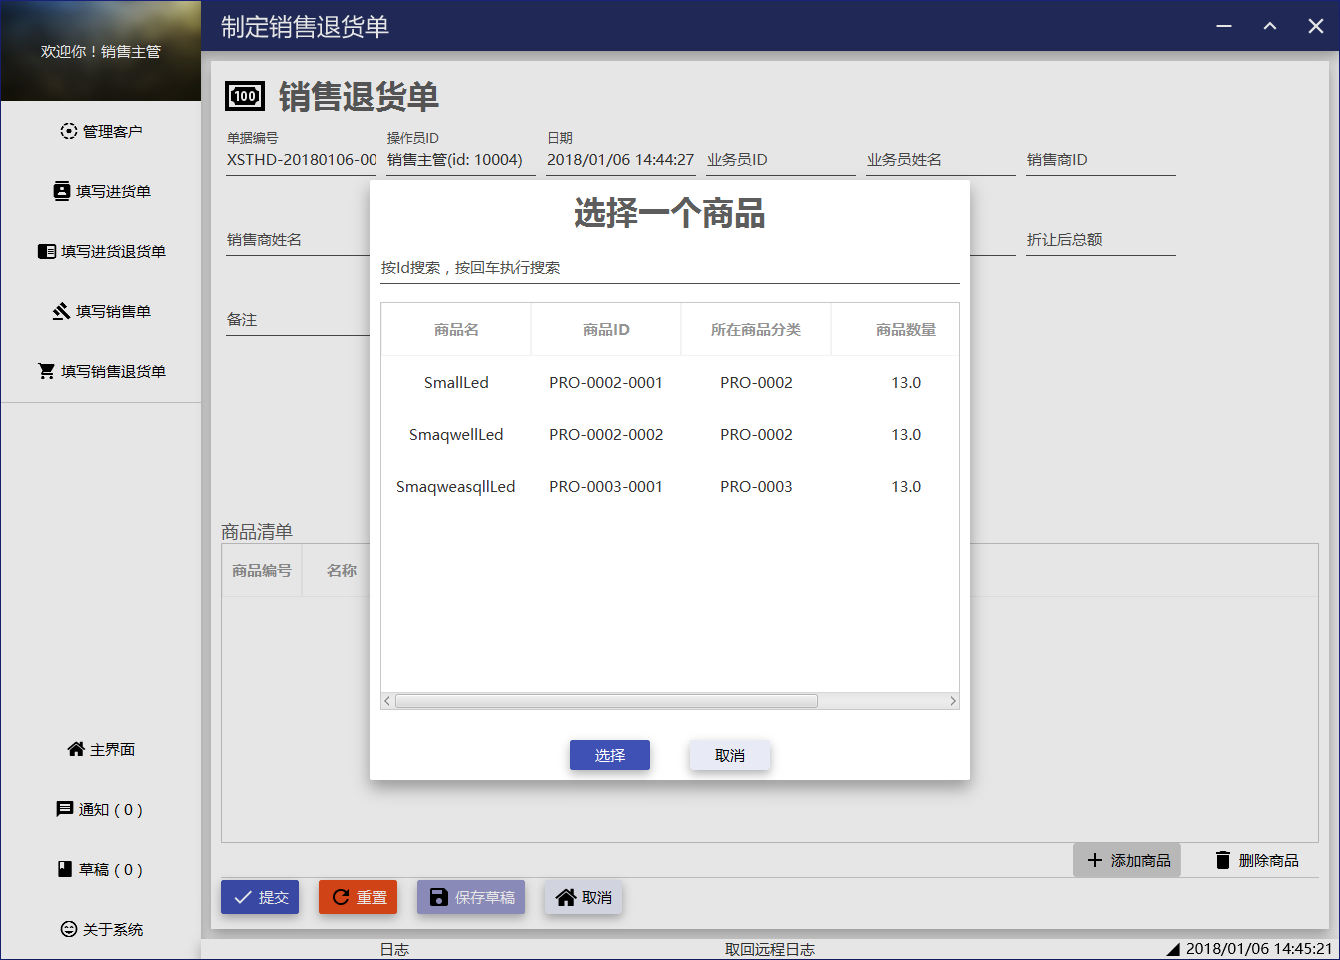 欢迎你！销售主管
制定销售退货单
管理客户
填写进货单
填写进货退货单
填写销售单
填写销售退货单
主界面
通知 ( 0 )
草稿 ( 0 )
关于系统
100 销售退货单
单据编号 操作员ID 日期
XSTHD-20180106-00 销售主管(id: 10004) 2018/01/06 14:44:27 业务员ID 业务员姓名 销售商ID
销售商姓名 折让后总额
备注
商品清单
商品编号 名称
选择一个商品
按Id搜索，按回车执行搜索
商品名 商品ID 所在商品分类 商品数量
SmallLed PRO-0002-0001 PRO-0002 13.0
SmaqwellLed PRO-0002-0002 PRO-0002 13.0
SmaqweasqllLed PRO-0003-0001 PRO-0003 13.0
选择 取消
添加商品 删除商品
提交 重置 保存草稿 取消
日志 取回远程日志 2018/01/06 14:45:21